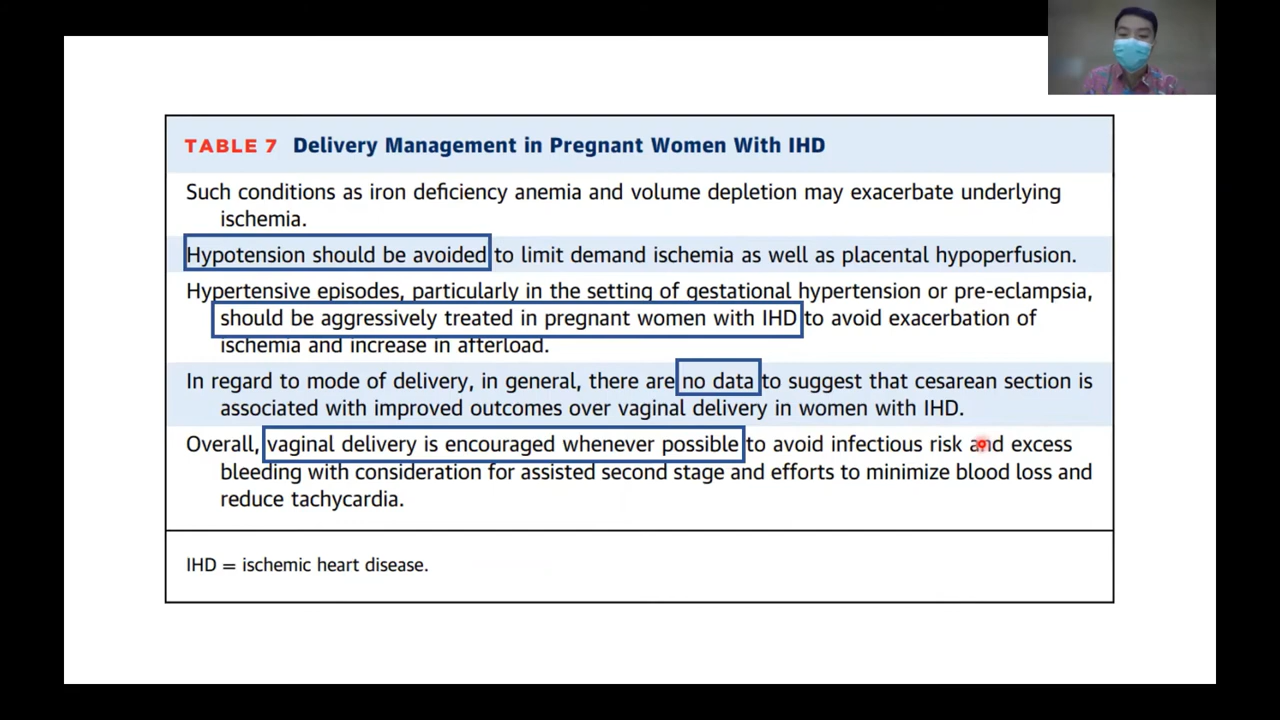 TABLE 7 Delivery Management in Pregnant Women With IHD
Such conditions as iron deficiency anemia and volume depletion may exacerbate underlying
ischemia.
Hypotension should be avoided to limit demand ischemia as well as placental hypoperfusion.
Hypertensive episodes, particularly in the setting of gestational hypertension or pre-eclampsia,
should be aggressively treated in pregnant women with IHD to avoid exacerbation of
ischemia and increase in afterload.
In regard to mode of delivery, in general, there are no data to suggest that cesarean section is
associated with improved outcomes over vaginal delivery in women with IHD.
Overall, vaginal delivery is encouraged whenever possible to avoid infectious risk and excess
bleeding with consideration for assisted second stage and efforts to minimize blood loss and
reduce tachycardia.
IHD = ischemic heart disease.